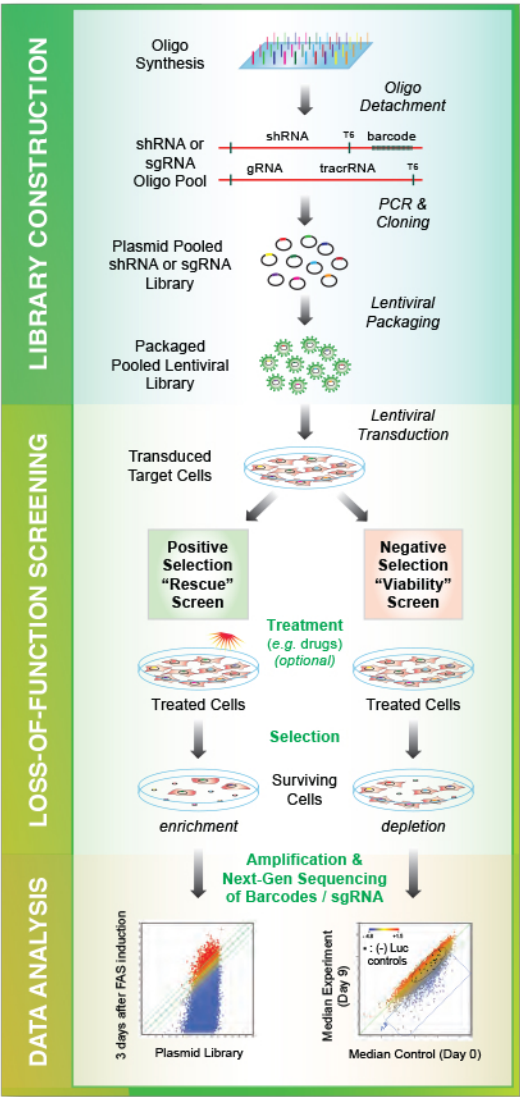 LIBRARY CONSTRUCTION
Oligo
Synthesis
Oligo
Detachment
shRNA or
sgRNA
Oligo Pool
shRNA
T6
barcode
gRNA
tracrRNA
T6
PCR &
Cloning
Plasmid Pooled
shRNA or sgRNA
Library
Lentiviral
Packaging
Packaged
Pooled Lentiviral
Library
LOSS-OF-FUNCTION SCREENING
Lentiviral
Transduction
Transduced
Target Cells
Positive
Selection
“Rescue”
Screen
Negative
Selection
“Viability”
Screen
Treatment
(e.g. drugs)
(optional)
Treated Cells
Treated Cells
Selection
Surviving
Cells
enrichment
depletion
DATA ANALYSIS
Amplification &
Next-Gen Sequencing
of Barcodes / sgRNA
3 days after FAS induction
Plasmid Library
Median Experiment
(Day 9)
: (-) Luc
controls
Median Control (Day 0)